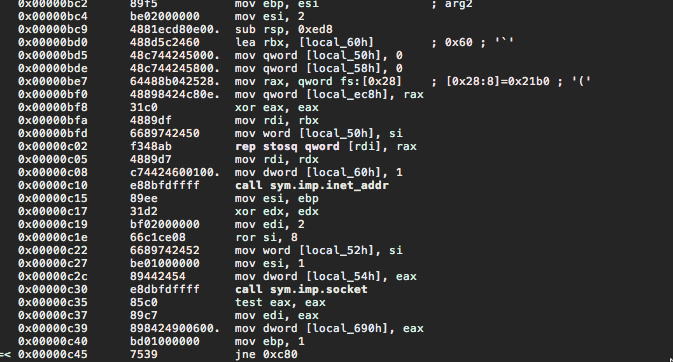 0x00000bc2 89f5 mov ebp, esi ; arg2
0x00000bc4 be02000000 mov esi, 2
0x00000bc9 4881ecd80e00. sub rsp, 0xed8
0x00000bd0 488d5c2460 lea rbx, [local_60h] ; 0x60 ; '`'
0x00000bd5 48c744245000. mov qword [local_50h], 0
0x00000bde 48c744245800. mov qword [local_58h], 0
0x00000be7 64488b042528. mov rax, qword fs:[0x28] ; [0x28:8]=0x21b0 ; '('
0x00000bf0 48898424c80e. mov qword [local_ec8h], rax
0x00000bf8 31c0 xor eax, eax
0x00000bfa 4889df mov rdi, rbx
0x00000bfd 6689742450 mov word [local_50h], si
0x00000c02 f348ab rep stosq qword [rdi], rax
0x00000c05 4889d7 mov rdi, rdx
0x00000c08 c74424600100. mov dword [local_60h], 1
0x00000c10 e88bfdffff call sym.imp.inet_addr
0x00000c15 89ee mov esi, ebp
0x00000c17 31d2 xor edx, edx
0x00000c19 bf02000000 mov edi, 2
0x00000c1e 66c1ce08 ror si, 8
0x00000c22 6689742452 mov word [local_52h], si
0x00000c27 be01000000 mov esi, 1
0x00000c2c 89442454 mov dword [local_54h], eax
0x00000c30 e8dbfdffff call sym.imp.socket
0x00000c35 85c0 test eax, eax
0x00000c37 89c7 mov edi, eax
0x00000c39 898424900600. mov dword [local_690h], eax
0x00000c40 bd01000000 mov ebp, 1
=< 0x00000c45 7539 jne 0xc80